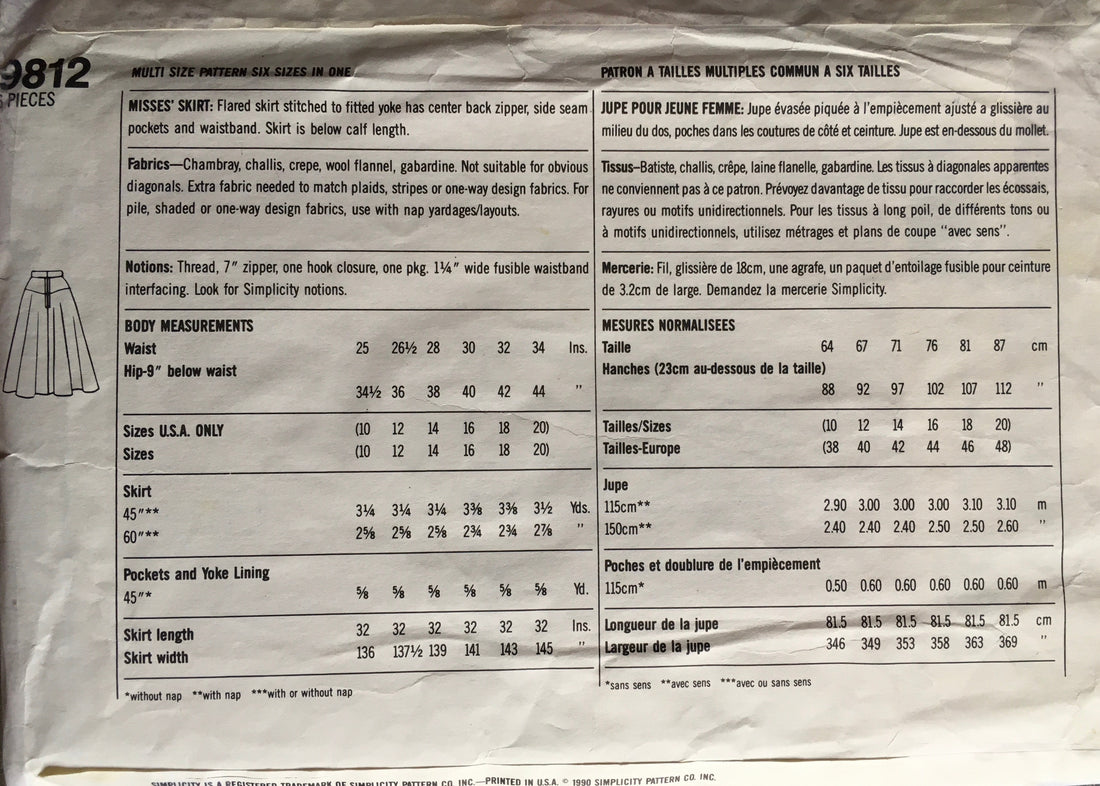 9812
PIECES
MULTI SIZE PATTERN SIX SIZES IN ONE
MISSES' SKIRT: Flared skirt stitched to fitted yoke has center back zipper, side seam
pockets and waistband. Skirt is below calf length.
Fabrics—Chambray, challis, crepe, wool flannel, gabardine. Not suitable for obvious
diagonals. Extra fabric needed to match plaids, stripes or one-way design fabrics. For
pile, shaded or one-way design fabrics, use with nap yardages/layouts.
Notions: Thread, 7" zipper, one hook closure, one pkg. 1¼" wide fusible waistband
interfacing. Look for Simplicity notions.
BODY MEASUREMENTS
Waist 25 26½ 28 30 32 34 Ins.
Hip-9" below waist
34½ 36 38 40 42 44 "
Sizes U.S.A. ONLY (10 12 14 16 18 20)
Sizes (10 12 14 16 18 20)
Skirt
45"** 3¼ 3¼ 3¼ 3⅜ 3⅜ 3½ Yds.
60"** 2⅝ 2⅝ 2⅝ 2¾ 2¾ 2⅞ "
Pockets and Yoke Lining
45"* ⅝ ⅝ ⅝ ⅝ ⅝ ⅝ Yd.
Skirt length 32 32 32 32 32 32 Ins.
Skirt width 136 137½ 139 141 143 145 "
*without nap **with nap ***with or without nap
PATRON A TAILLES MULTIPLES COMMUN A SIX TAILLES
JUPE POUR JEUNE FEMME: Jupe évasée piquée à l'empiècement ajusté a glissière au
milieu du dos, poches dans les coutures de côté et ceinture. Jupe est en-dessous du mollet.
Tissus–Batiste, challis, crêpe, laine flanelle, gabardine. Les tissus à diagonales apparentes
ne conviennent pas à ce patron. Prévoyez davantage de tissu pour raccorder les écossais,
rayures ou motifs unidirectionnels. Pour les tissus à long poil, de différents tons ou
à motifs unidirectionnels, utilisez métrages et plans de coupe "avec sens".
Mercerie: Fil, glissière de 18cm, une agrafe, un paquet d'entoilage fusible pour ceinture
de 3.2cm de large. Demandez la mercerie Simplicity.
MESURES NORMALISEES
Taille 64 67 71 76 81 87 cm
Hanches (23cm au-dessous de la taille)
88 92 97 102 107 112 "
Tailles/Sizes (10 12 14 16 18 20)
Tailles-Europe (38 40 42 44 46 48)
Jupe
115cm** 2.90 3.00 3.00 3.00 3.10 3.10 m
150cm** 2.40 2.40 2.40 2.50 2.50 2.60 "
Poches et doublure de l'empiècement
115cm* 0.50 0.60 0.60 0.60 0.60 0.60 m
Longueur de la jupe 81.5 81.5 81.5 81.5 81.5 81.5 cm
Largeur de la jupe 346 349 353 358 363 369 "
*sans sens **avec sens ***avec ou sans sens
SIMPLICITY IS A REGISTERED TRADEMARK OF SIMPLICITY PATTERN CO. INC.—PRINTED IN U.S.A. © 1990 SIMPLICITY PATTERN CO. INC.